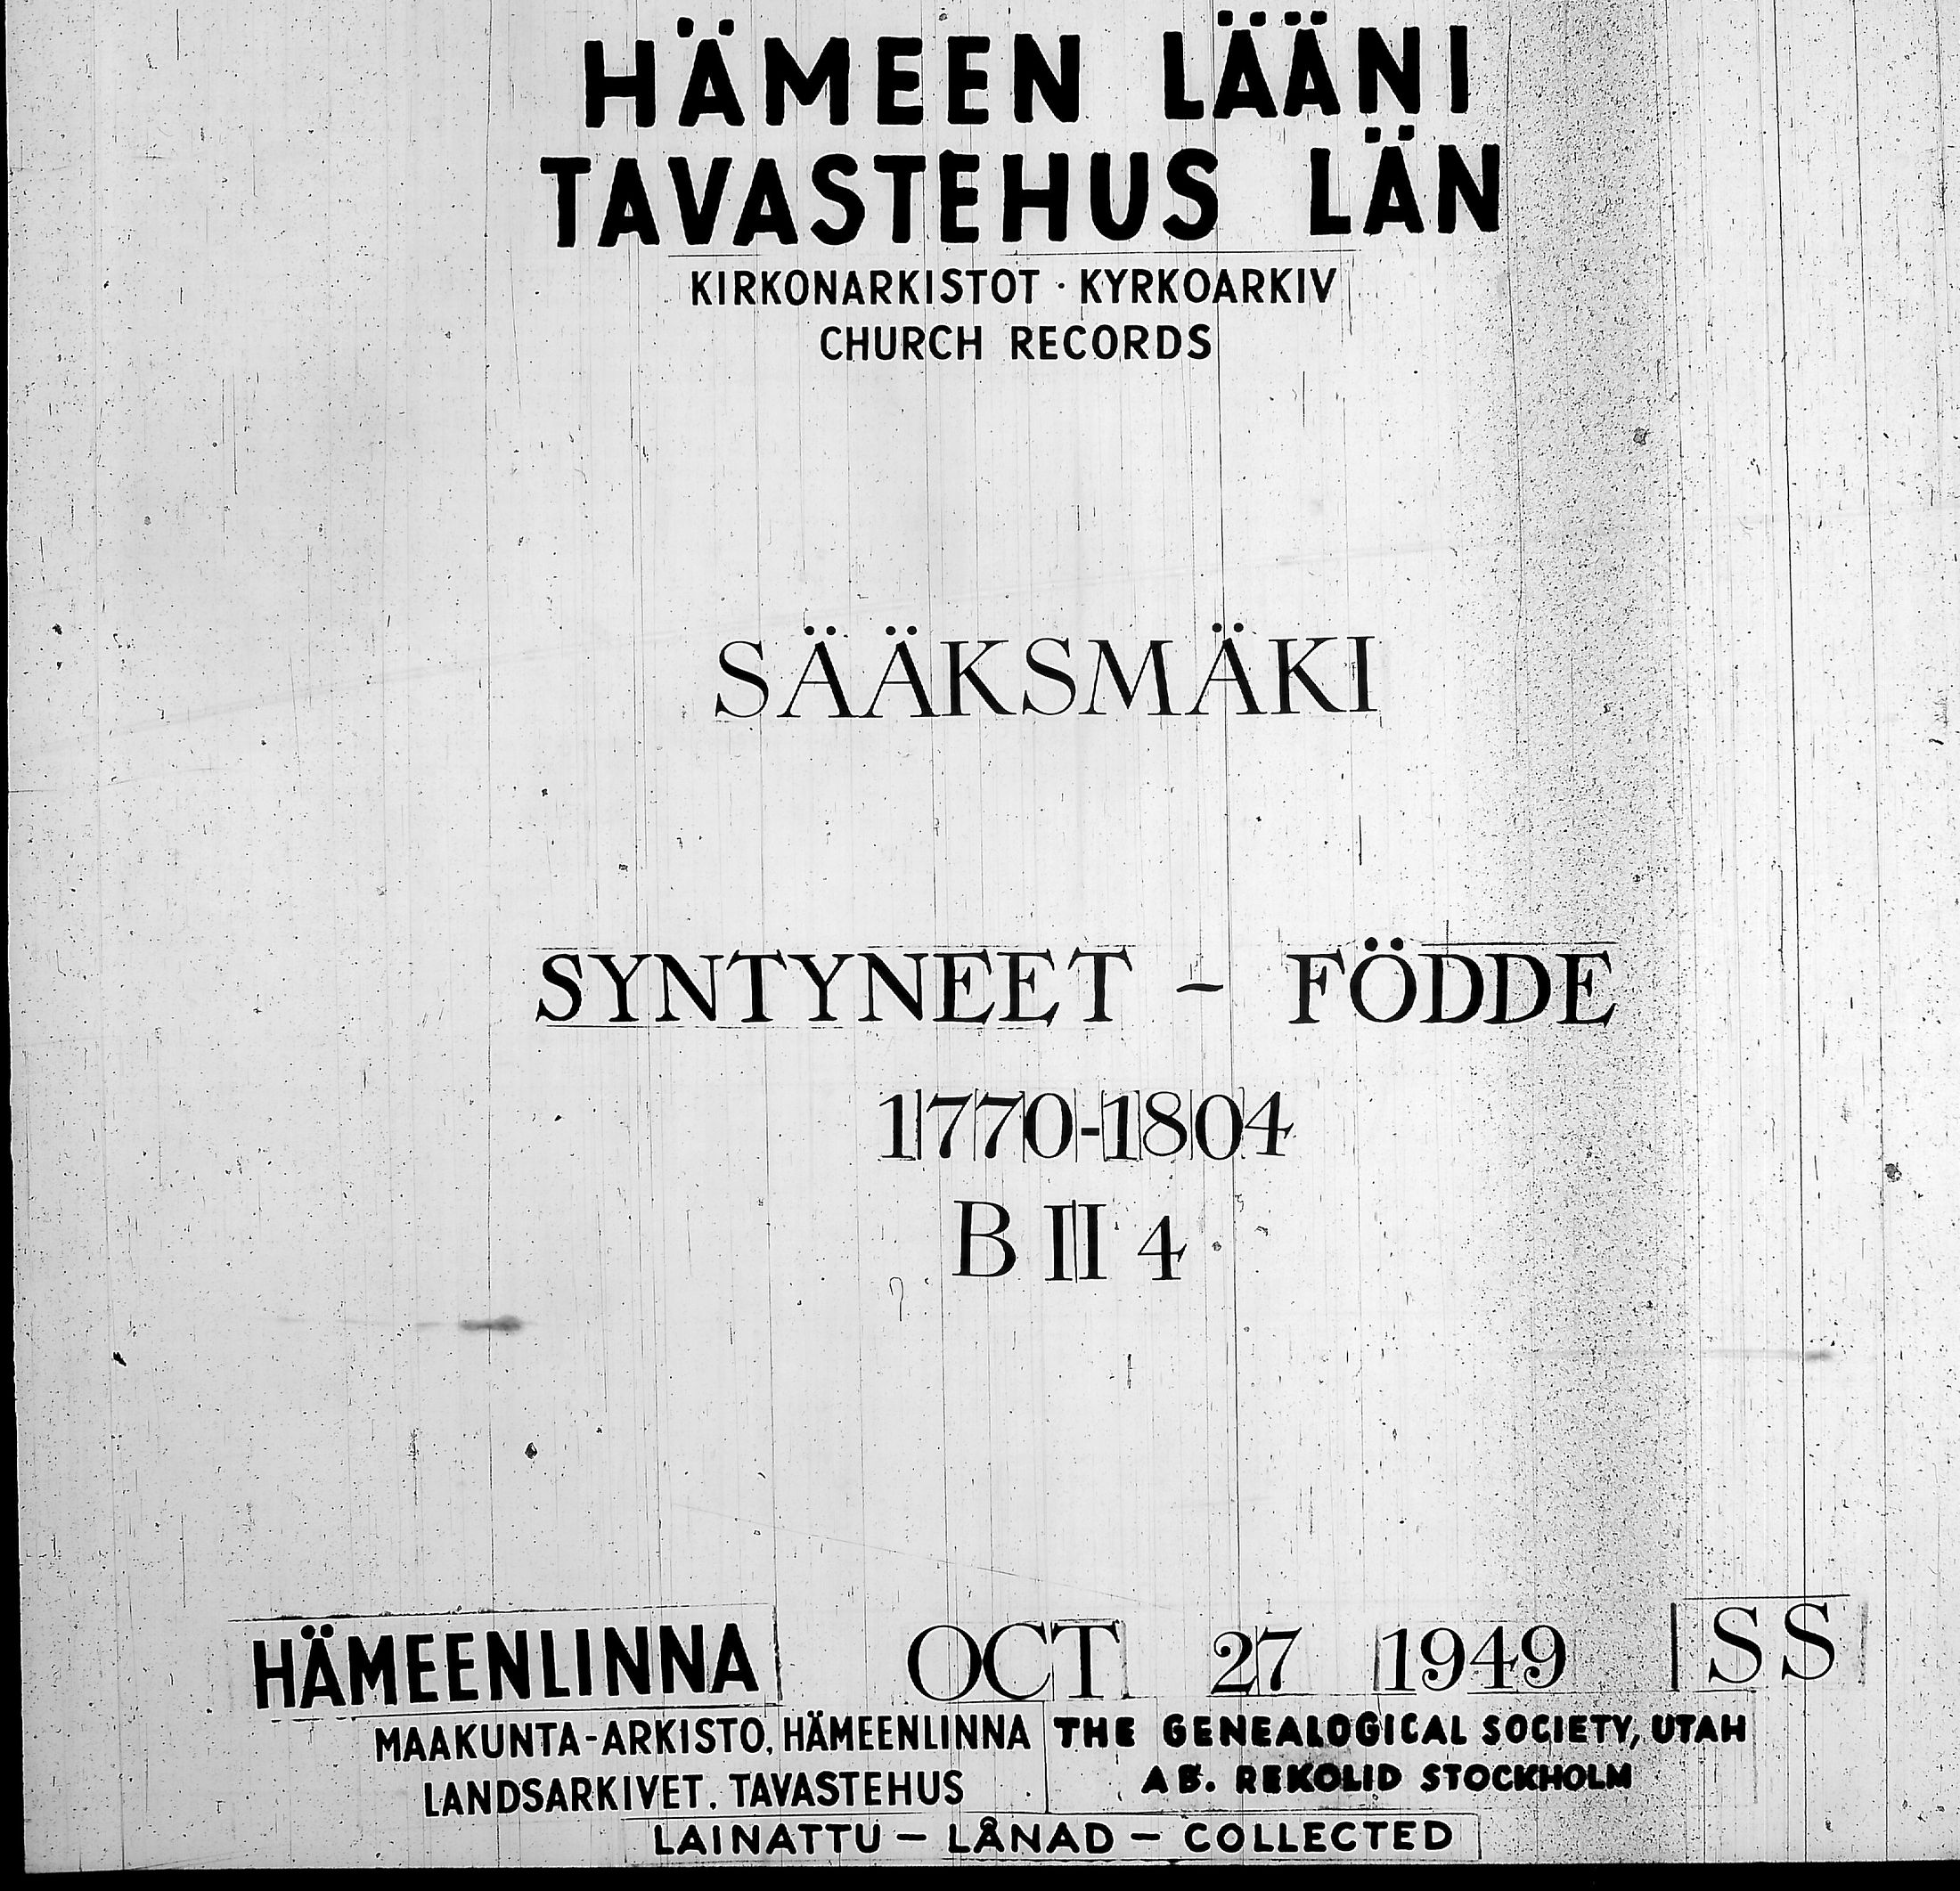 HÄMEEN LÄÄNI
TAVASTEHUS LÄN
KIRKONARKISTOT · KYRKOARKIV
CHURCH RECORDS
SÄÄKSMÄKI
SYNTYNEET - FÖDDE
1770-1804
B II 4
HÄMEENLINNA OCT 27 1949 SS
MAAKUNTA-ARKISTO, HÄMEENLINNA
LANDSARKIVET. TAVASTEHUS
THE GENEALOGICAL SOCIETY, UTAH
AB. REKOLID STOCKHOLM
LAINATTU — LÅNAD — COLLECTED